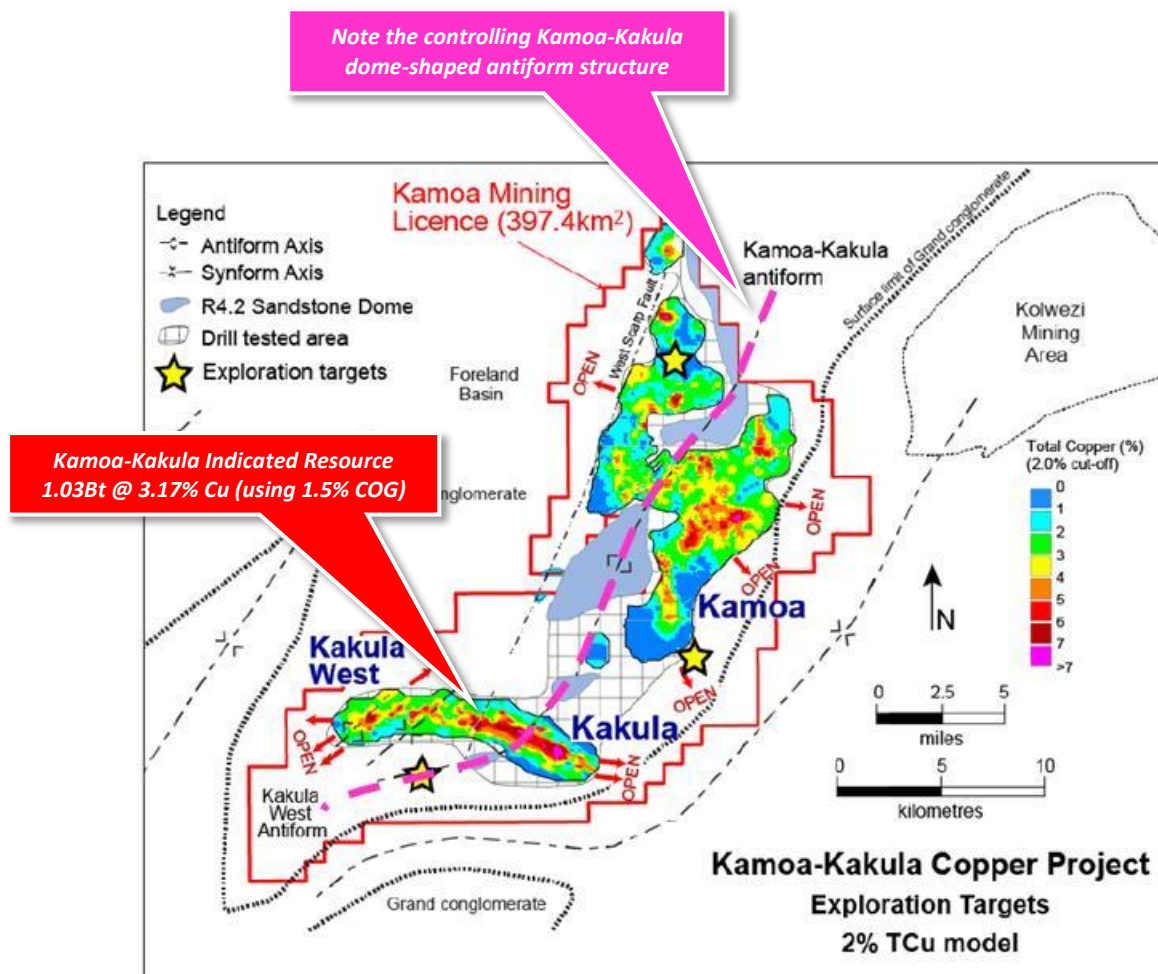 Note the controlling Kamoa-Kakula
dome-shaped antiform structure
Kamoa Mining
Licence (397.4km²)
Legend
Antiform Axis
Synform Axis
R4.2 Sandstone Dome
Drill tested area
Exploration targets
Kamoa-Kakula
antiform
Surface limit of Grand conglomerate
Kolwezi
Mining
Area
West Scarp Fault
Foreland
Basin
OPEN
Kamoa-Kakula Indicated Resource
1.03Bt @ 3.17% Cu (using 1.5% COG)
nglomerate
Total Copper (%)
(2.0% cut-off)
0
1
2
3
4
5
6
7
>7
OPEN
OPEN
Kamoa
N
Kakula
West
OPEN
Kakula
OPEN
OPEN
0 2.5 5
miles
0 5 10
kilometres
Kakula
West
Antiform
Grand conglomerate
Kamoa-Kakula Copper Project
Exploration Targets
2% TCu model